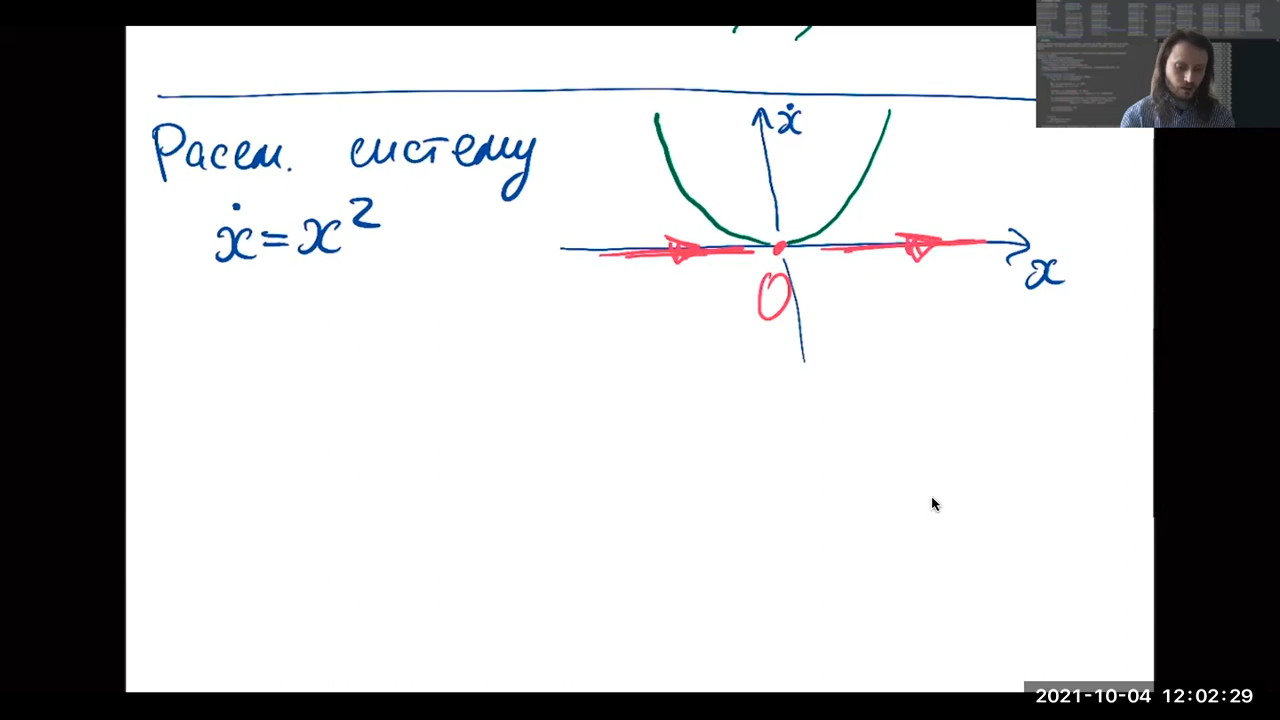 Рассм. систему
ẋ = x²
ẋ
x
0
2021-10-04 12:02:29